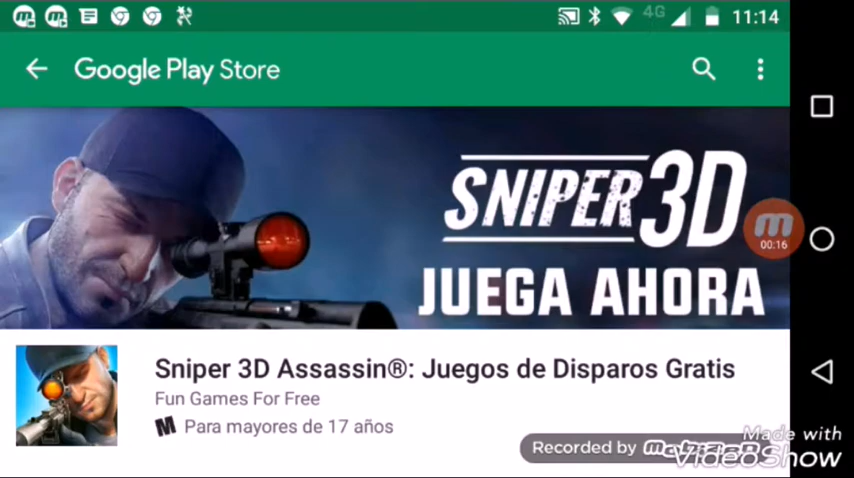 4G 11:14
Google Play Store
SNIPER 3D
JUEGA AHORA
00:16
Sniper 3D Assassin®: Juegos de Disparos Gratis
Fun Games For Free
M Para mayores de 17 años
Recorded by
Made with
VideoShow